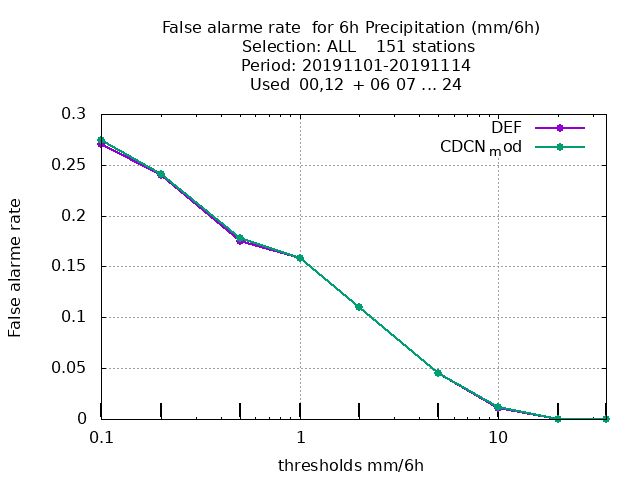 False alarme rate  for 6h Precipitation (mm/6h)
Selection: ALL    151 stations
Period: 20191101-20191114
Used  00,12  + 06 07 ... 24
DEF
CDCNmod
0.3
0.25
0.2
0.15
0.1
0.05
0
False alarme rate
0.1 1 10
thresholds mm/6h